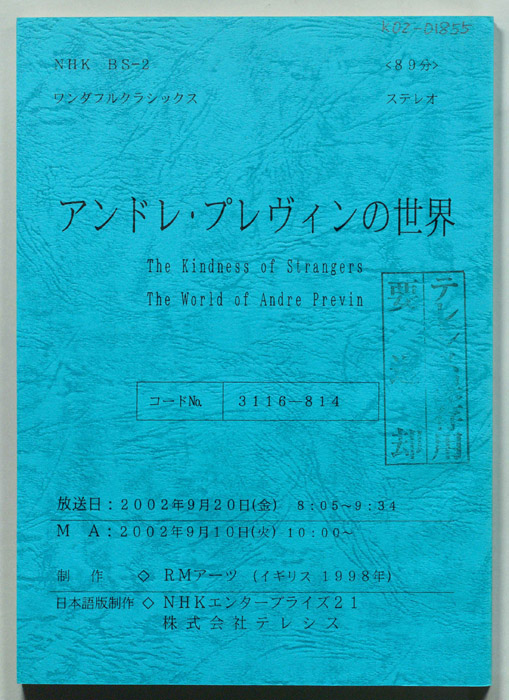 K02-01855
NHK BS-2 <89分>
ワンダフルクラシックス ステレオ
アンドレ・プレヴィンの世界
The Kindness of Strangers
The World of Andre Previn
テレシス保存用
要返却
コード№ 3116-814
放送日：2002年9月20日(金) 8:05~9:34
M A：2002年9月10日(火) 10:00~
制 作 ◇ RMアーツ (イギリス 1998年)
日本語版制作 ◇ NHKエンタープライズ21
株式会社テレシス